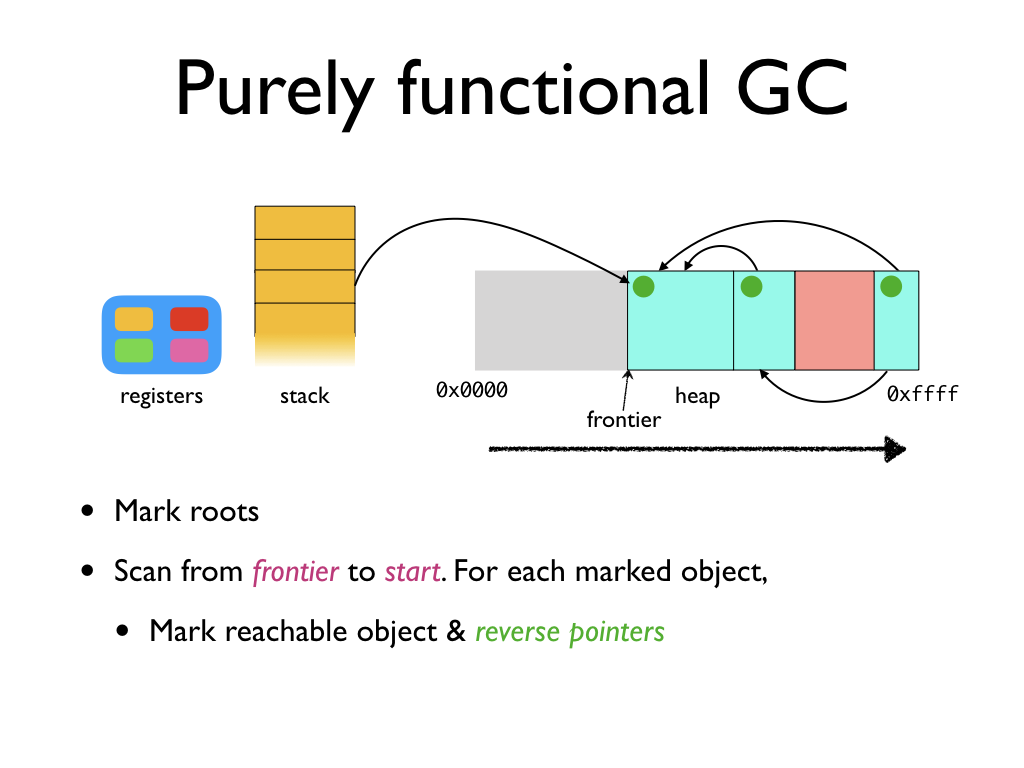 Purely functional GC
registers
stack
0x0000
heap
0xffff
frontier
• Mark roots
• Scan from frontier to start. For each marked object,
• Mark reachable object & reverse pointers